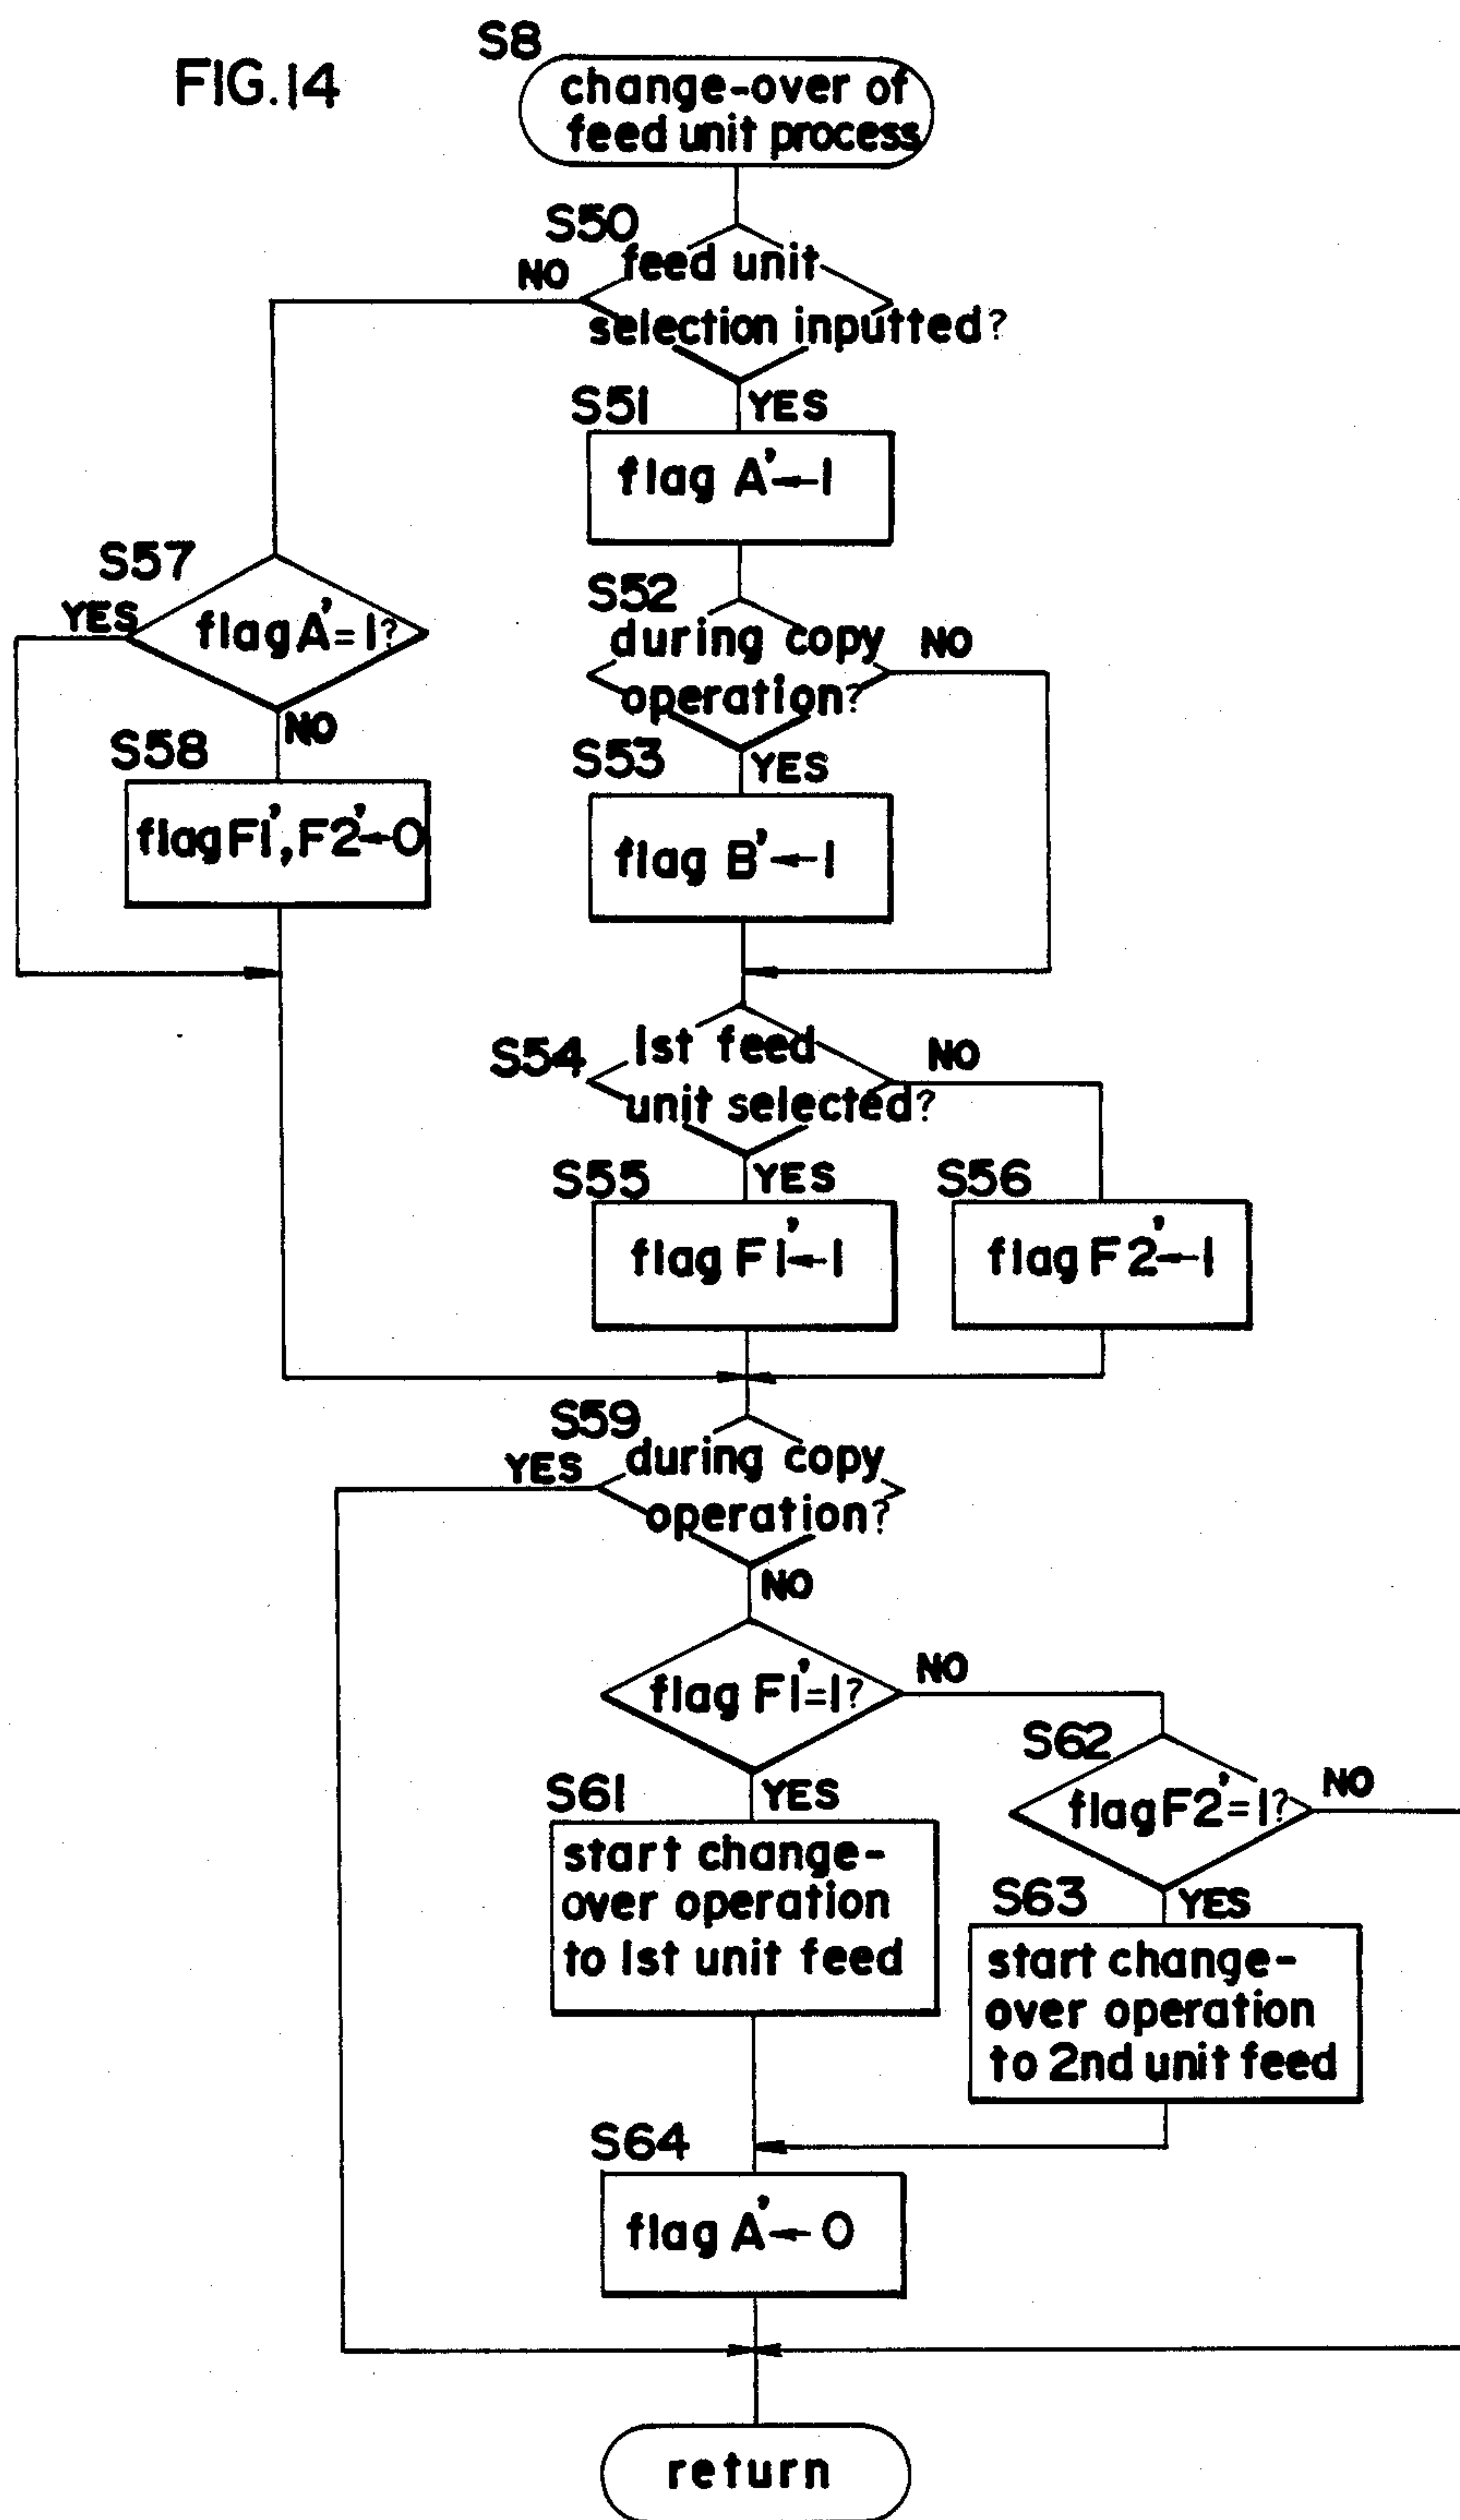 FIG.14
S8
change-over of
feed unit process
S50
NO
feed unit
selection inputted?
S51
YES
flag A'←1
S57
YES
flag A'=1?
NO
S52
during copy
operation?
NO
S53
YES
flag B'←1
S58
flag F1', F2'←0
S54
1st feed
unit selected?
NO
S55
YES
flag F1'←1
S56
flag F2'←1
S59
YES
during copy
operation?
NO
flag F1'=1?
NO
S61
YES
start change-
over operation
to 1st unit feed
S62
flag F2'=1?
NO
S63
YES
start change-
over operation
to 2nd unit feed
S64
flag A'←0
return